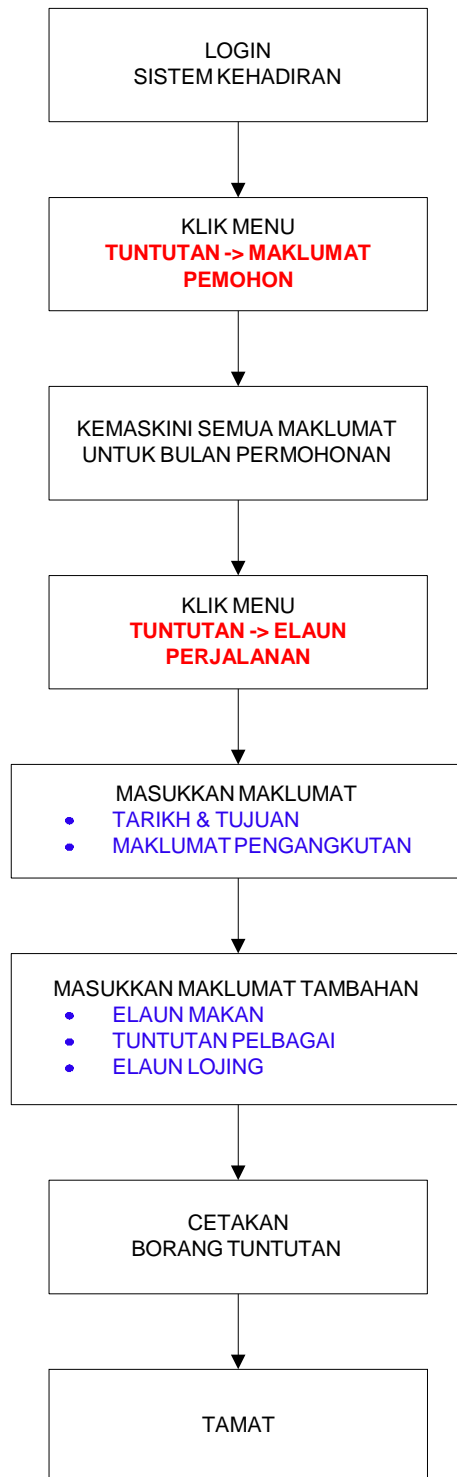 LOGIN
SISTEM KEHADIRAN
KLIK MENU
TUNTUTAN -> MAKLUMAT
PEMOHON
KEMASKINI SEMUA MAKLUMAT
UNTUK BULAN PERMOHONAN
KLIK MENU
TUNTUTAN -> ELAUN
PERJALANAN
MASUKKAN MAKLUMAT
• TARIKH & TUJUAN
• MAKLUMAT PENGANGKUTAN
MASUKKAN MAKLUMAT TAMBAHAN
• ELAUN MAKAN
• TUNTUTAN PELBAGAI
• ELAUN LOJING
CETAKAN
BORANG TUNTUTAN
TAMAT